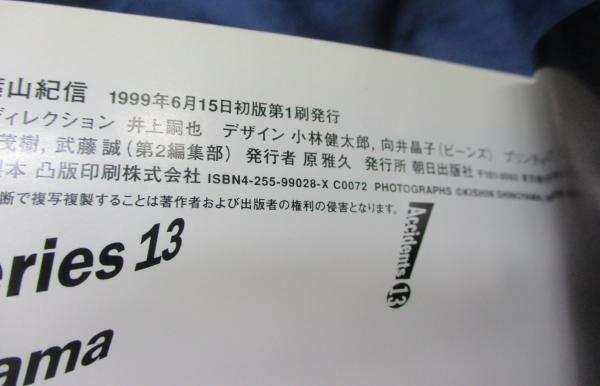 山紀信 1999年6月15日初版第1刷発行
ディレクション 井上嗣也 デザイン 小林健太郎, 向井晶子(ビーンズ)
茂樹, 武藤誠(第2編集部) 発行者 原雅久 発行所 朝日出版社
凸版印刷株式会社 ISBN4-255-99028-X C0072 PHOTOGRAPHS ©KISHIN SHINOYAMA
断で複写複製することは著作者および出版者の権利の侵害となります。
Accidents 13
eries 13
ama